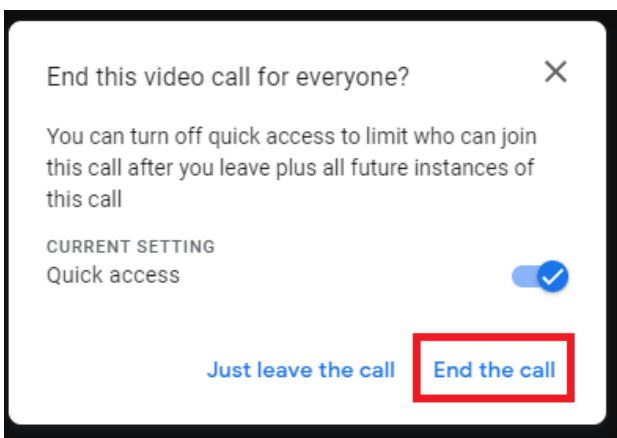 End this video call for everyone?
You can turn off quick access to limit who can join
this call after you leave plus all future instances of
this call
CURRENT SETTING
Quick access
Just leave the call End the call